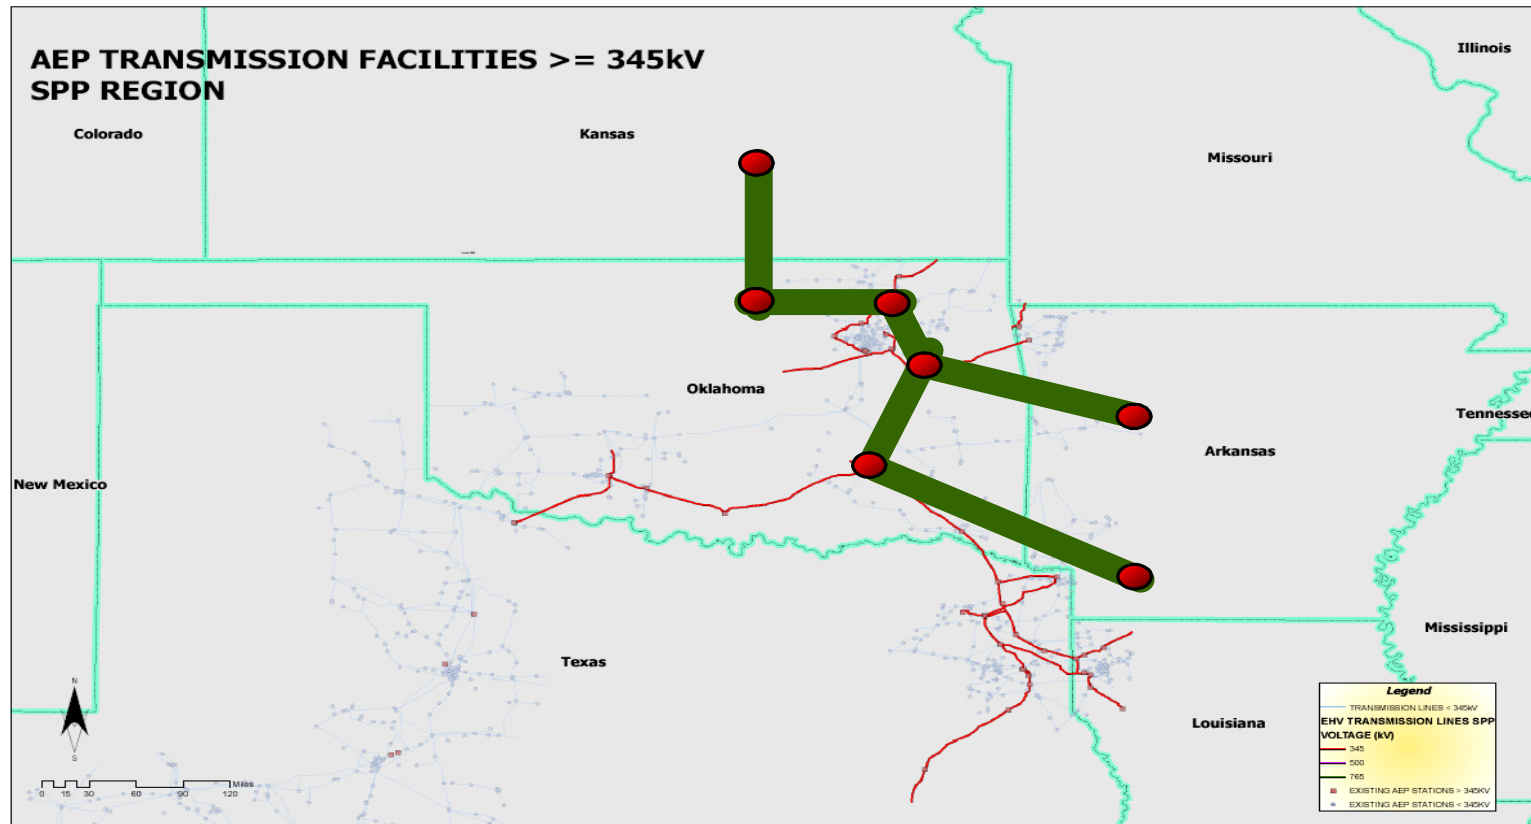 AEP TRANSMISSION FACILITIES >= 345kV
SPP REGION
Illinois
Colorado
Kansas
Missouri
Oklahoma
Tennessee
Arkansas
New Mexico
Mississippi
Texas
Louisiana
N
S
Miles
0 15 30 60 90 120
Legend
TRANSMISSION LINES < 345kV
EHV TRANSMISSION LINES SPP
VOLTAGE (kV)
345
500
765
EXISTING AEP STATIONS > 345KV
EXISTING AEP STATIONS < 345KV